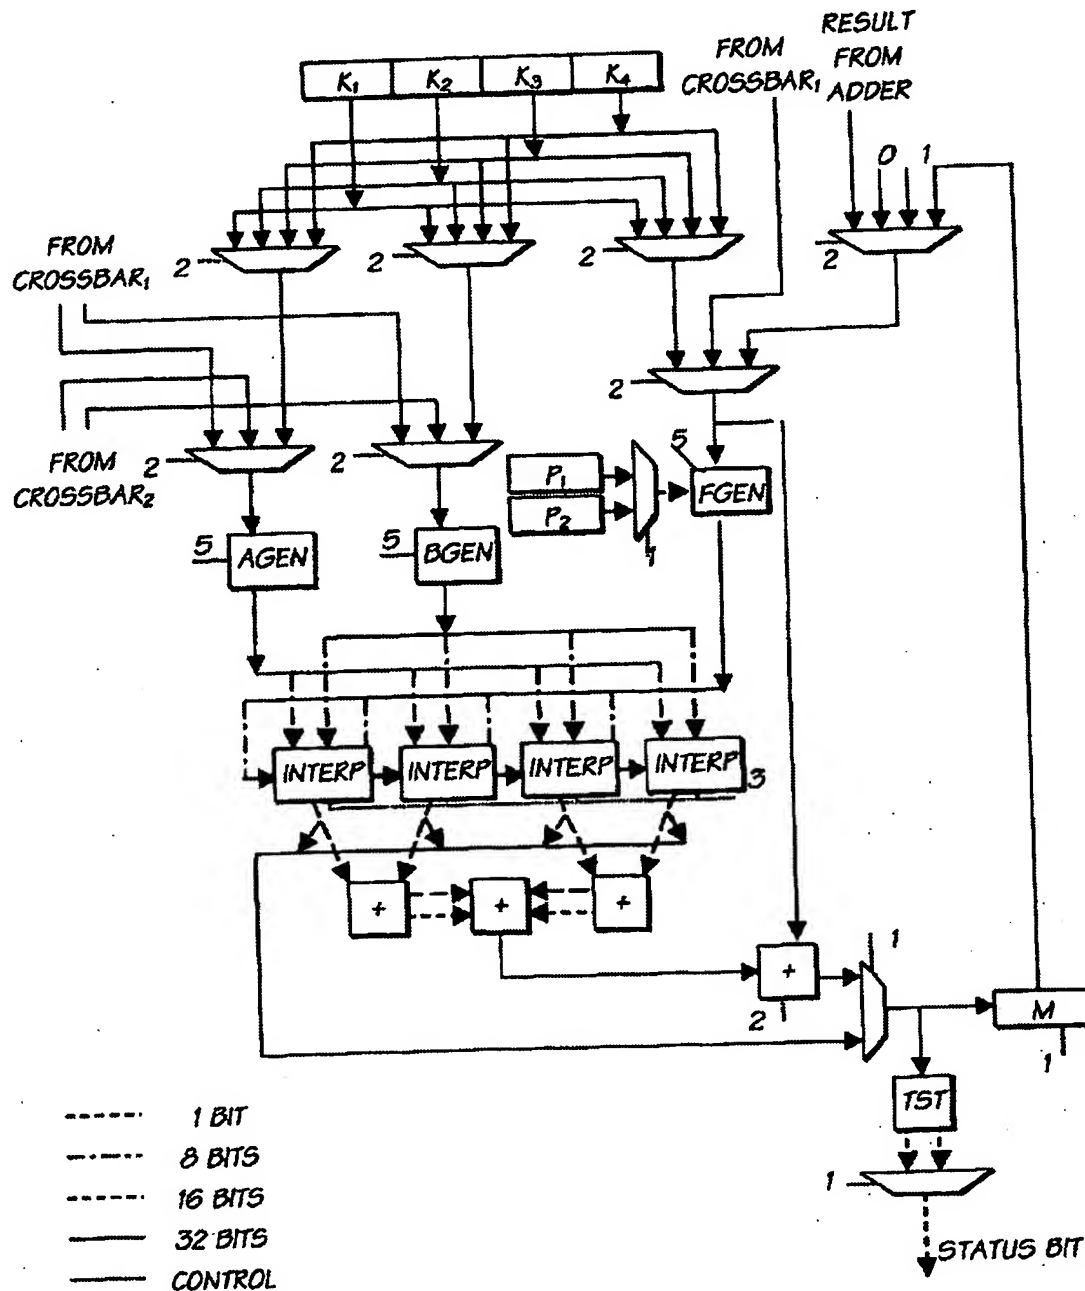 RESULT
FROM
ADDER
FROM
CROSSBAR₁
K₁ K₂ K₃ K₄
0 1
FROM
CROSSBAR₁
2
2
2
2
2
FROM
CROSSBAR₂
2
2
P₁
P₂
1
5
FGEN
5
AGEN
5
BGEN
INTERP
INTERP
INTERP
INTERP
3
+
+
+
+
2
1
M
1
TST
1
STATUS BIT
1 BIT
8 BITS
16 BITS
32 BITS
CONTROL